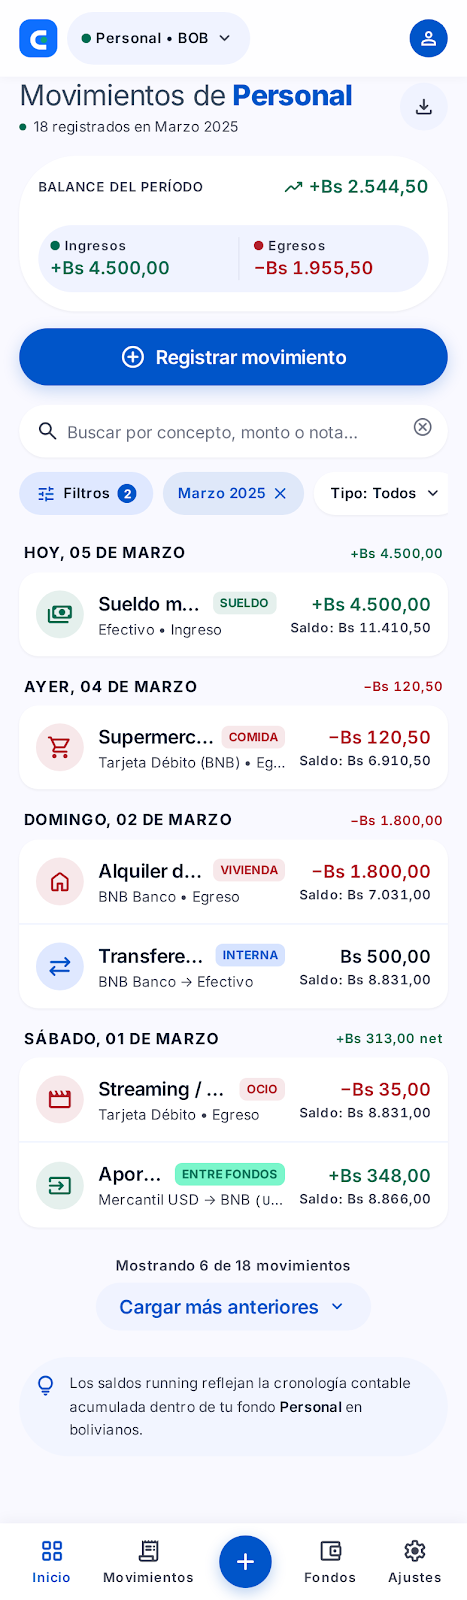 Personal • BOB
Movimientos de Personal
18 registrados en Marzo 2025
BALANCE DEL PERÍODO
+Bs 2.544,50
Ingresos
+Bs 4.500,00
Egresos
−Bs 1.955,50
Registrar movimiento
Buscar por concepto, monto o nota...
Filtros 2
Marzo 2025
Tipo: Todos
HOY, 05 DE MARZO
+Bs 4.500,00
Sueldo m...
SUELDO
+Bs 4.500,00
Efectivo • Ingreso
Saldo: Bs 11.410,50
AYER, 04 DE MARZO
−Bs 120,50
Supermerc...
COMIDA
−Bs 120,50
Tarjeta Débito (BNB) • Eg...
Saldo: Bs 6.910,50
DOMINGO, 02 DE MARZO
−Bs 1.800,00
Alquiler d...
VIVIENDA
−Bs 1.800,00
BNB Banco • Egreso
Saldo: Bs 7.031,00
Transfere...
INTERNA
Bs 500,00
BNB Banco → Efectivo
Saldo: Bs 8.831,00
SÁBADO, 01 DE MARZO
+Bs 313,00 net
Streaming / ...
OCIO
−Bs 35,00
Tarjeta Débito • Egreso
Saldo: Bs 8.831,00
Apor...
ENTRE FONDOS
+Bs 348,00
Mercantil USD → BNB (U...
Saldo: Bs 8.866,00
Mostrando 6 de 18 movimientos
Cargar más anteriores
Los saldos running reflejan la cronología contable
acumulada dentro de tu fondo Personal en
bolivianos.
Inicio
Movimientos
Fondos
Ajustes